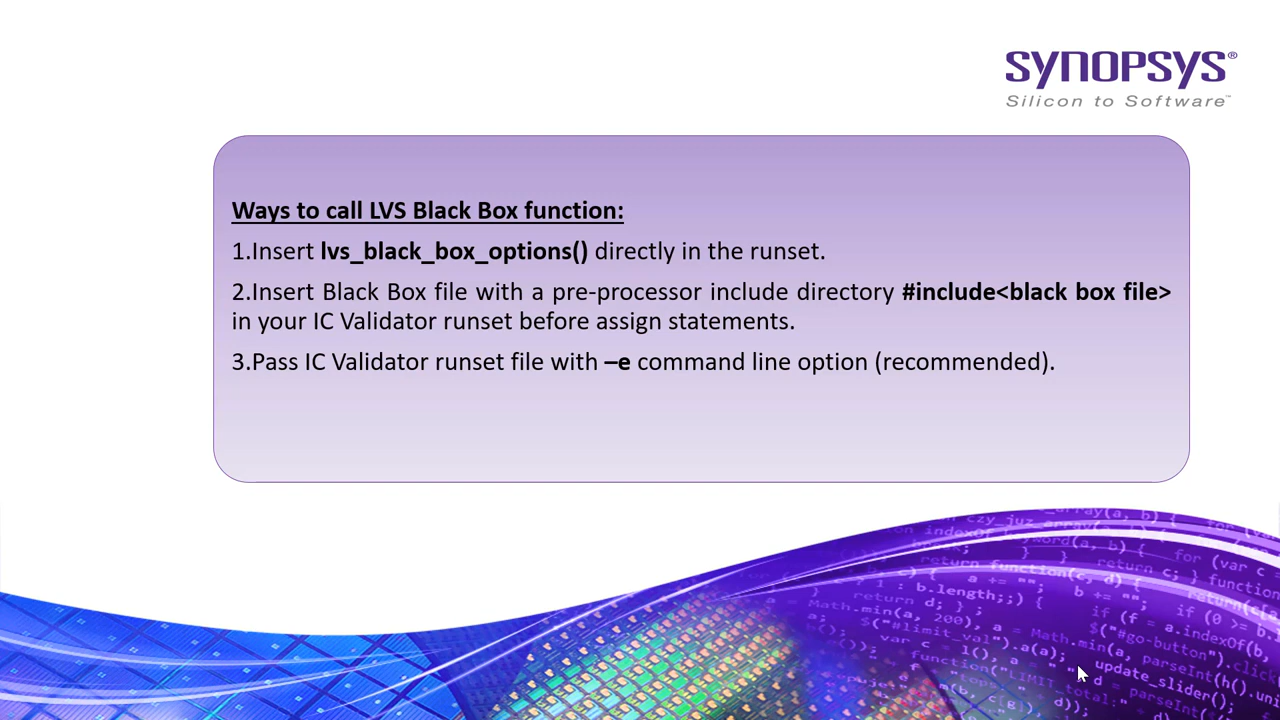 SYNOPSYS®
Silicon to Software™
Ways to call LVS Black Box function:
1.Insert lvs_black_box_options() directly in the runset.
2.Insert Black Box file with a pre-processor include directory #include<black box file>
in your IC Validator runset before assign statements.
3.Pass IC Validator runset file with –e command line option (recommended).